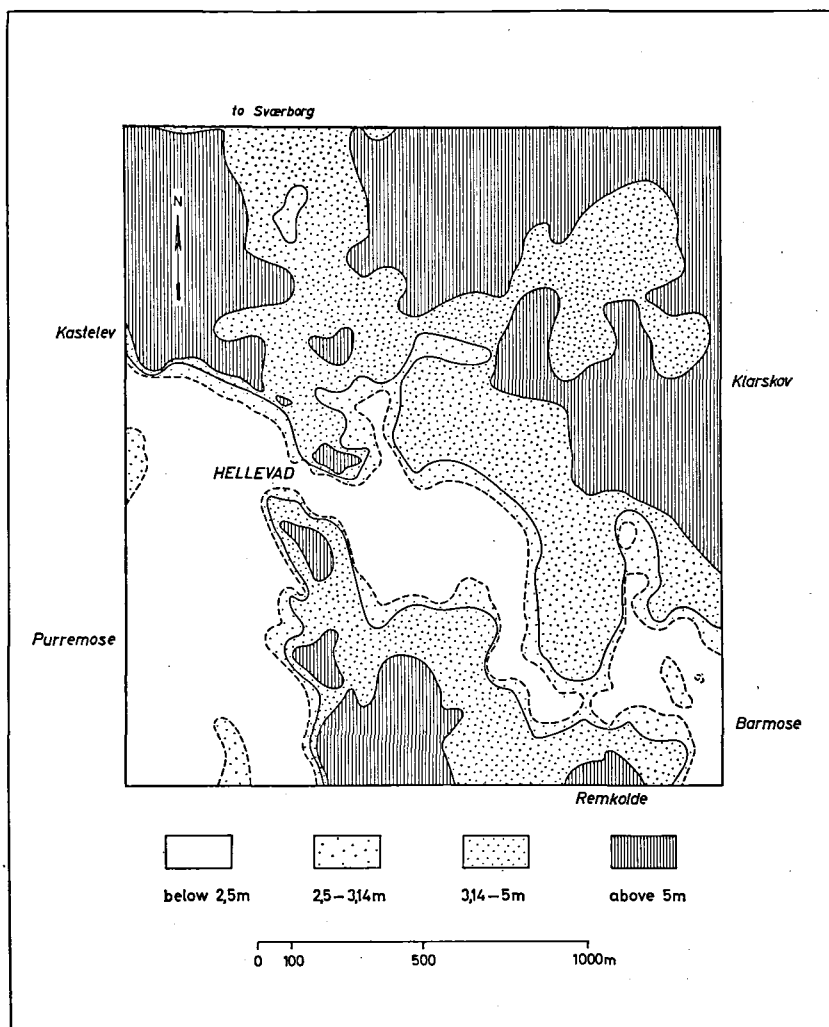 to Sværborg
N
Kastelev
Klarskov
HELLEVAD
Purremose
Barmose
Remkolde
below 2,5m 2,5–3,14m 3,14–5m above 5m
0 100 500 1000m